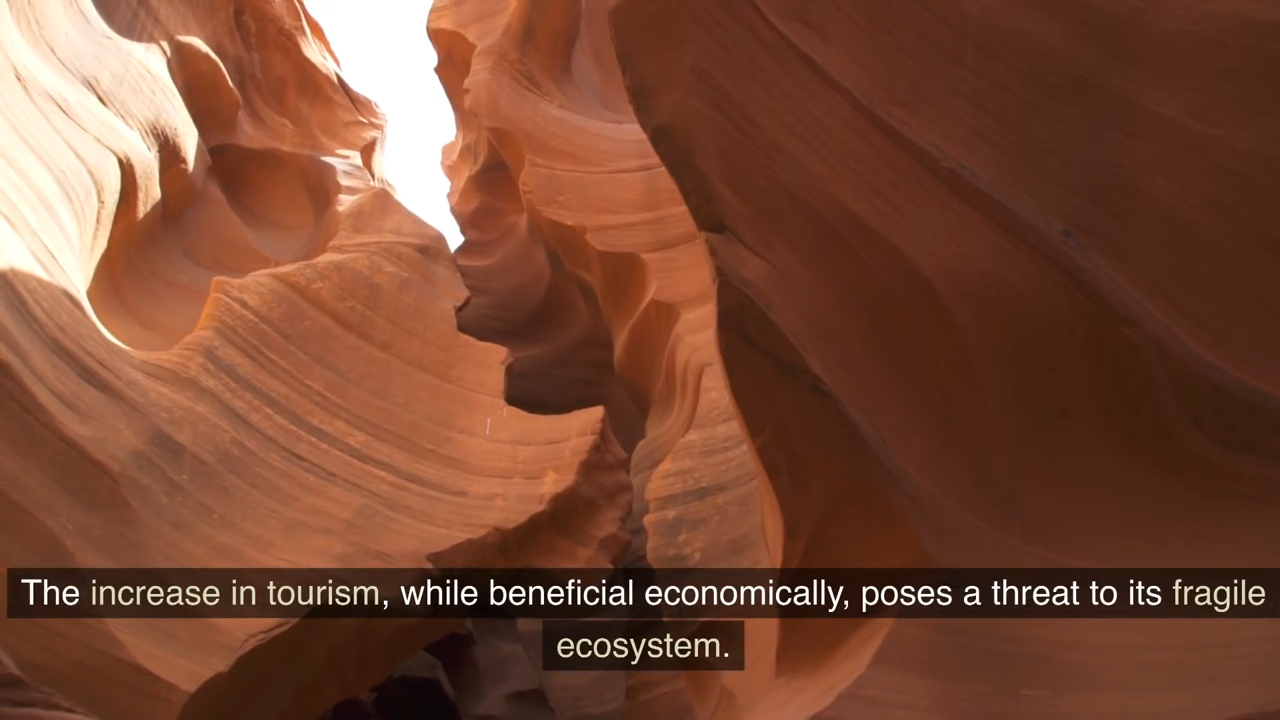 The increase in tourism, while beneficial economically, poses a threat to its fragile
ecosystem.